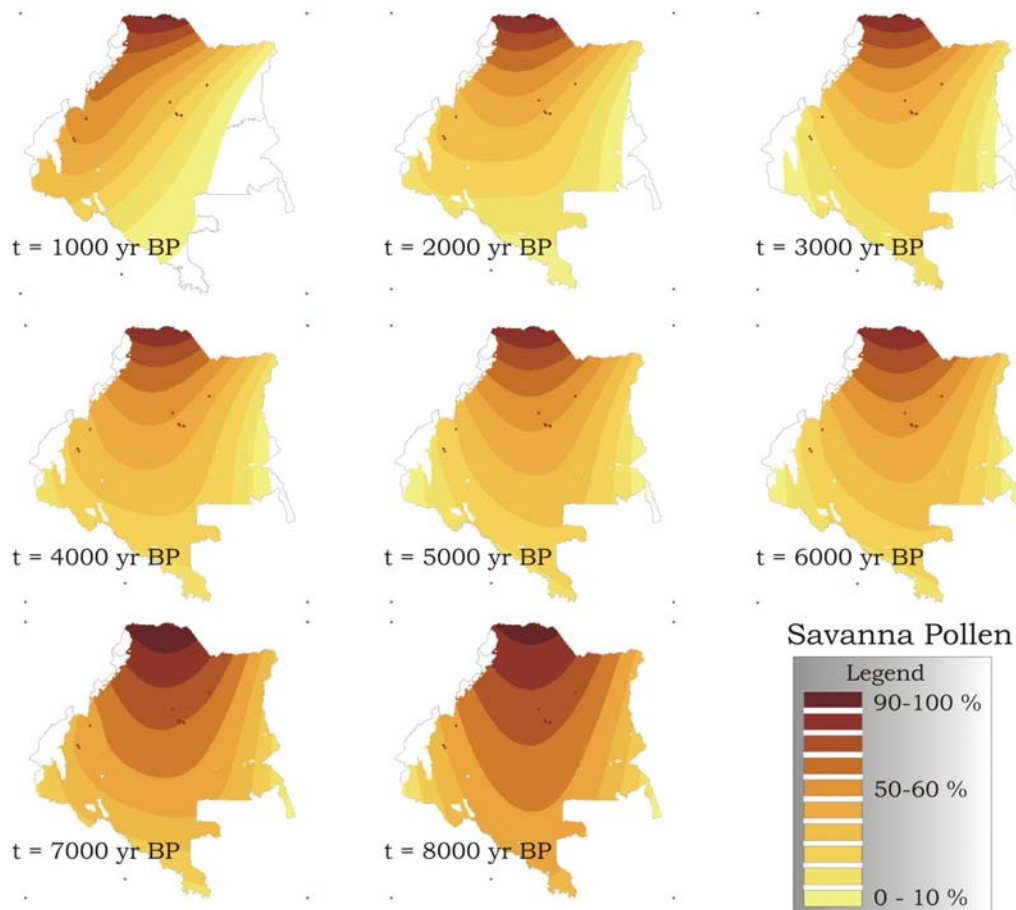 t = 1000 yr BP
t = 2000 yr BP
t = 3000 yr BP
t = 4000 yr BP
t = 5000 yr BP
t = 6000 yr BP
t = 7000 yr BP
t = 8000 yr BP
Savanna Pollen
Legend
90-100 %
50-60 %
0 - 10 %